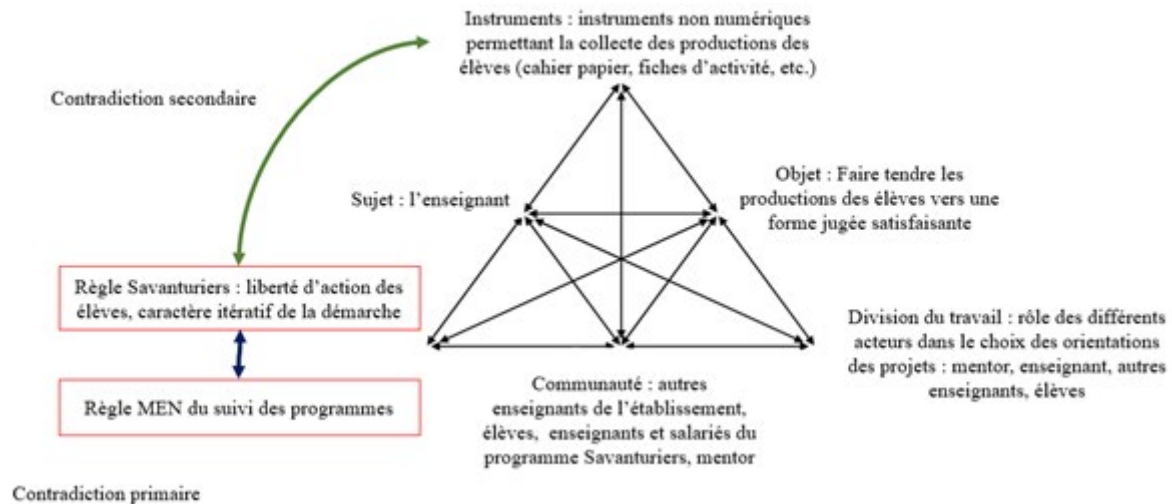 Instruments : instruments non numériques
permettant la collecte des productions des
élèves (cahier papier, fiches d'activité, etc.)
Contradiction secondaire
Sujet : l'enseignant
Objet : Faire tendre les
productions des élèves vers une
forme jugée satisfaisante
Règle Savanturiers : liberté d'action des
élèves, caractère itératif de la démarche
Division du travail : rôle des différents
acteurs dans le choix des orientations
des projets : mentor, enseignant, autres
enseignants, élèves
Règle MEN du suivi des programmes
Communauté : autres
enseignants de l'établissement,
élèves, enseignants et salariés du
programme Savanturiers, mentor
Contradiction primaire